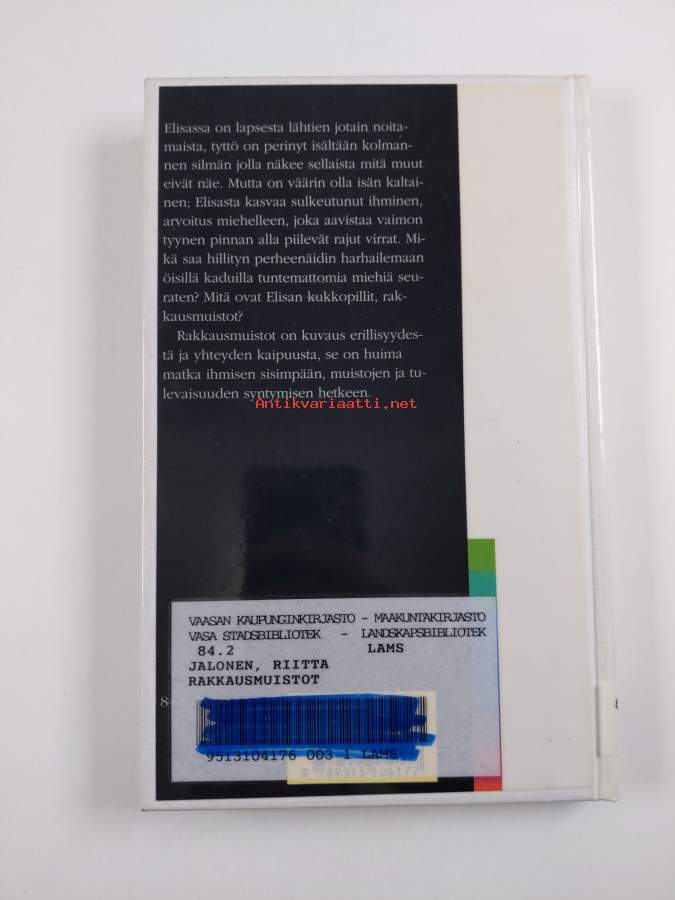 Elisassa on lapsesta lähtien jotain noita-
maista, tyttö on perinyt isältään kolman-
nen silmän jolla näkee sellaista mitä muut
eivät näe. Mutta on väärin olla isän kaltai-
nen; Elisasta kasvaa sulkeutunut ihminen,
arvoitus miehelleen, joka aavistaa vaimon
tyynen pinnan alla piilevät rajut virrat. Mi-
kä saa hillityn perheenäidin harhailemaan
öisillä kaduilla tuntemattomia miehiä seu-
raten? Mitä ovat Elisan kukkopillit, rak-
kausmuistot?
Rakkausmuistot on kuvaus erillisyydes-
tä ja yhteyden kaipuusta, se on huima
matka ihmisen sisimpään, muistojen ja tu-
levaisuuden syntymisen hetkeen.
Antikvariaatti.net
VAASAN KAUPUNGINKIRJASTO - MAAKUNTAKIRJASTO
VASA STADSBIBLIOTEK - LANDSKAPSBIBLIOTEK
84.2 LAMS
JALONEN, RIITTA
RAKKAUSMUISTOT
8
9513104176 003 1 LAMS
9 789513 104177